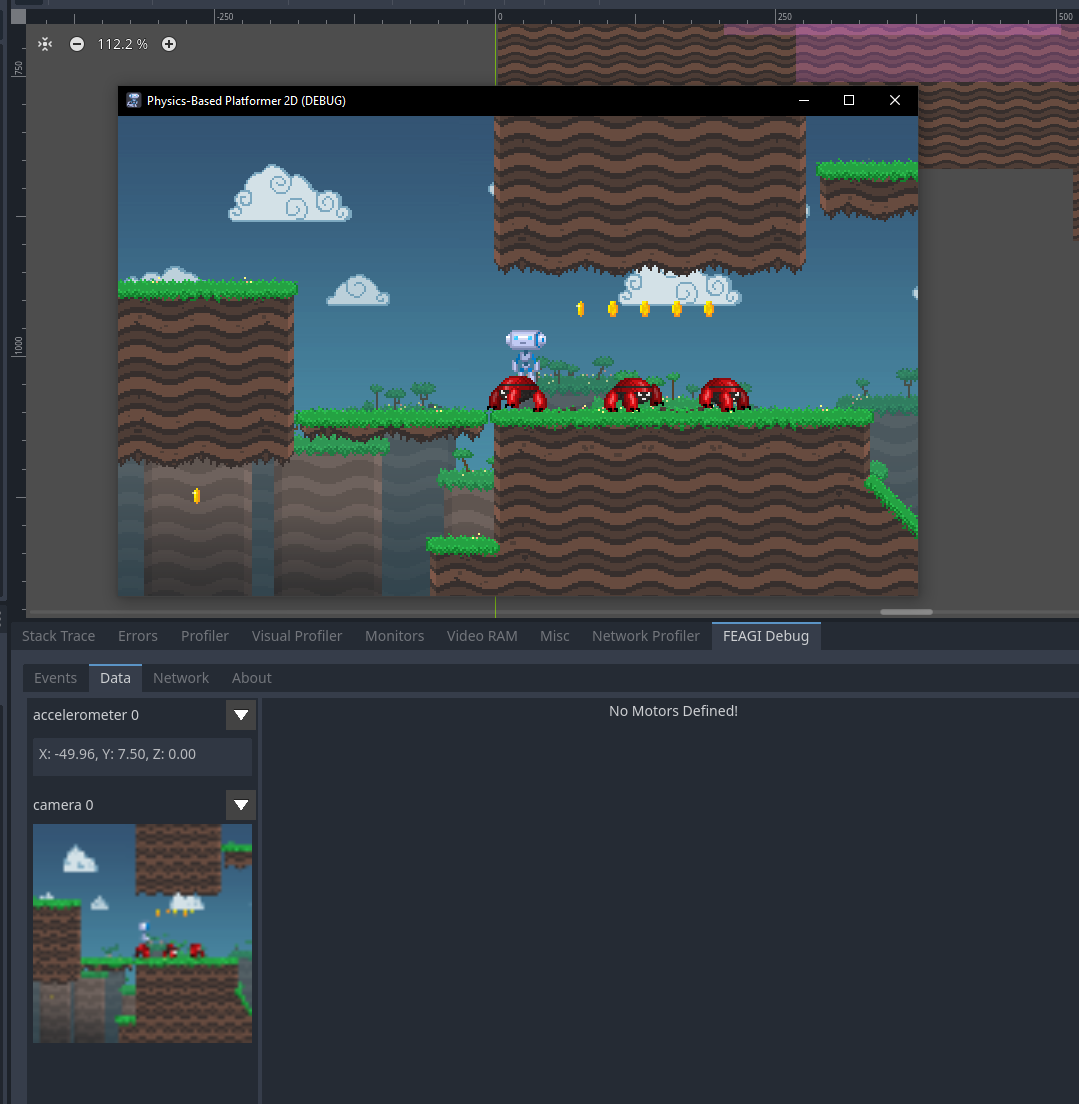 -250
0
250
500
112.2 %
750
Physics-Based Platformer 2D (DEBUG)
1000
Stack Trace
Errors
Profiler
Visual Profiler
Monitors
Video RAM
Misc
Network Profiler
FEAGI Debug
Events
Data
Network
About
accelerometer 0
No Motors Defined!
X: -49.96, Y: 7.50, Z: 0.00
camera 0